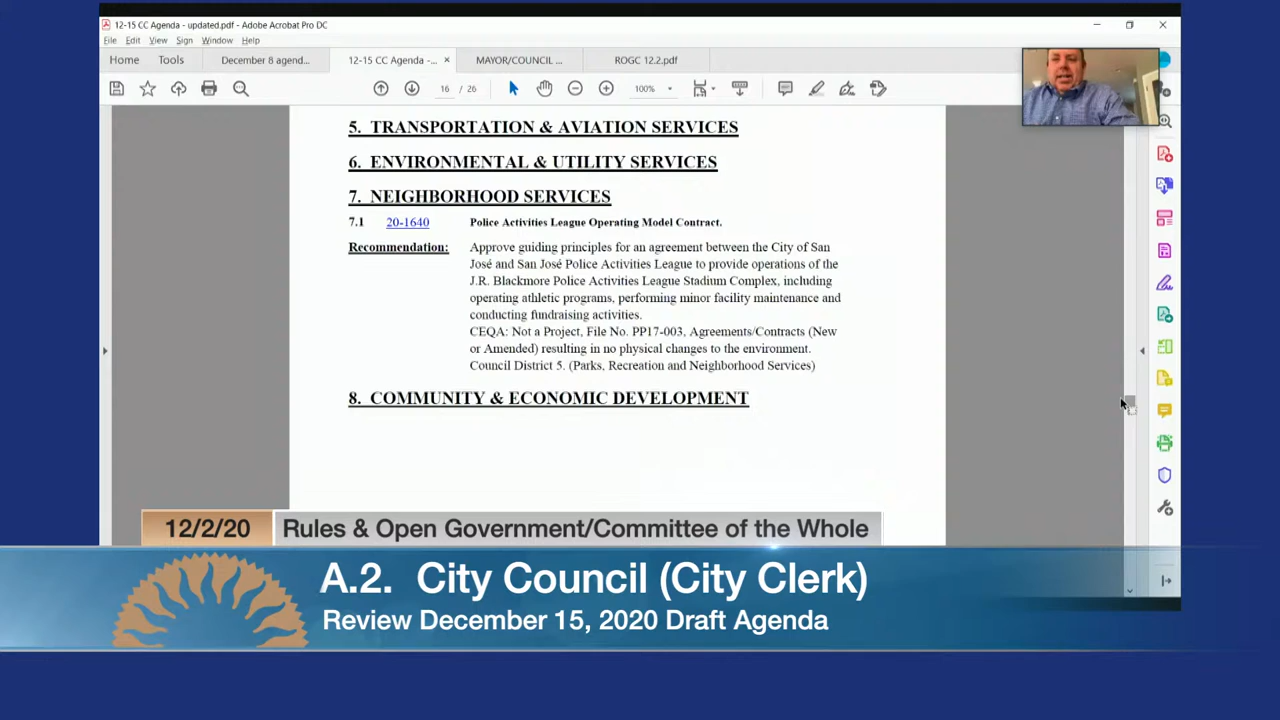 12-15 CC Agenda - updated.pdf - Adobe Acrobat Pro DC
File Edit View Sign Window Help
Home Tools December 8 agend... 12-15 CC Agenda -... × MAYOR/COUNCIL ... ROGC 12.2.pdf
16 / 26 100%
5. TRANSPORTATION & AVIATION SERVICES
6. ENVIRONMENTAL & UTILITY SERVICES
7. NEIGHBORHOOD SERVICES
7.1 20-1640 Police Activities League Operating Model Contract.
Recommendation: Approve guiding principles for an agreement between the City of San
José and San José Police Activities League to provide operations of the
J.R. Blackmore Police Activities League Stadium Complex, including
operating athletic programs, performing minor facility maintenance and
conducting fundraising activities.
CEQA: Not a Project, File No. PP17-003, Agreements/Contracts (New
or Amended) resulting in no physical changes to the environment.
Council District 5. (Parks, Recreation and Neighborhood Services)
8. COMMUNITY & ECONOMIC DEVELOPMENT
12/2/20 Rules & Open Government/Committee of the Whole
A.2. City Council (City Clerk)
Review December 15, 2020 Draft Agenda